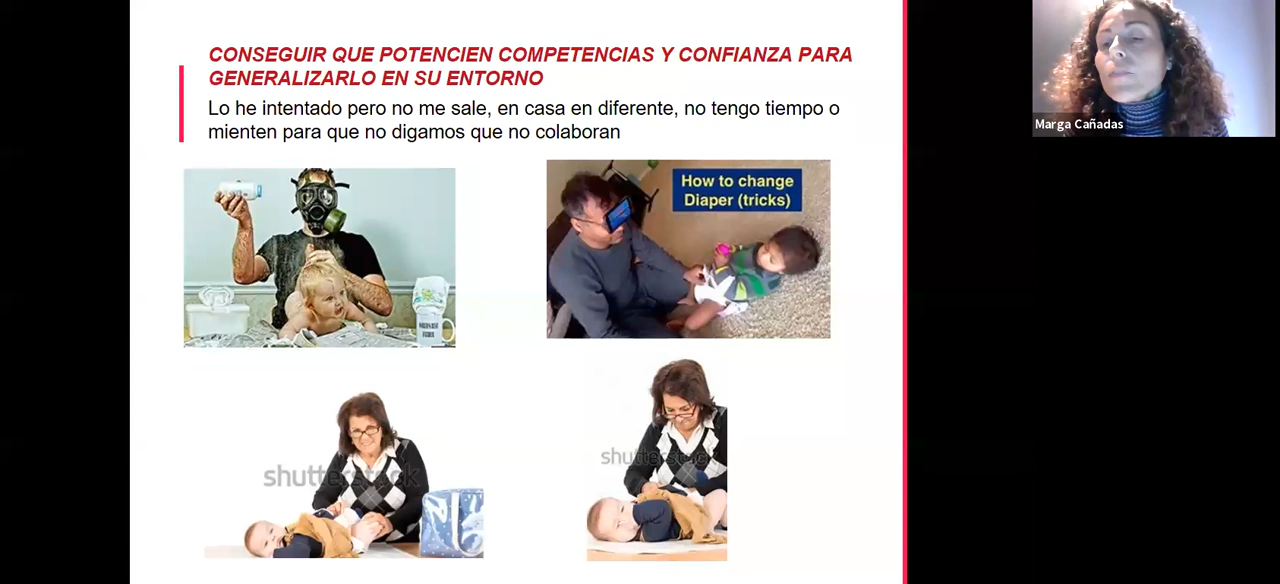 CONSEGUIR QUE POTENCIEN COMPETENCIAS Y CONFIANZA PARA
GENERALIZARLO EN SU ENTORNO
Lo he intentado pero no me sale, en casa en diferente, no tengo tiempo o
mienten para que no digamos que no colaboran
Marga Cañadas
How to change
Diaper (tricks)
shutterstock
shutterstock